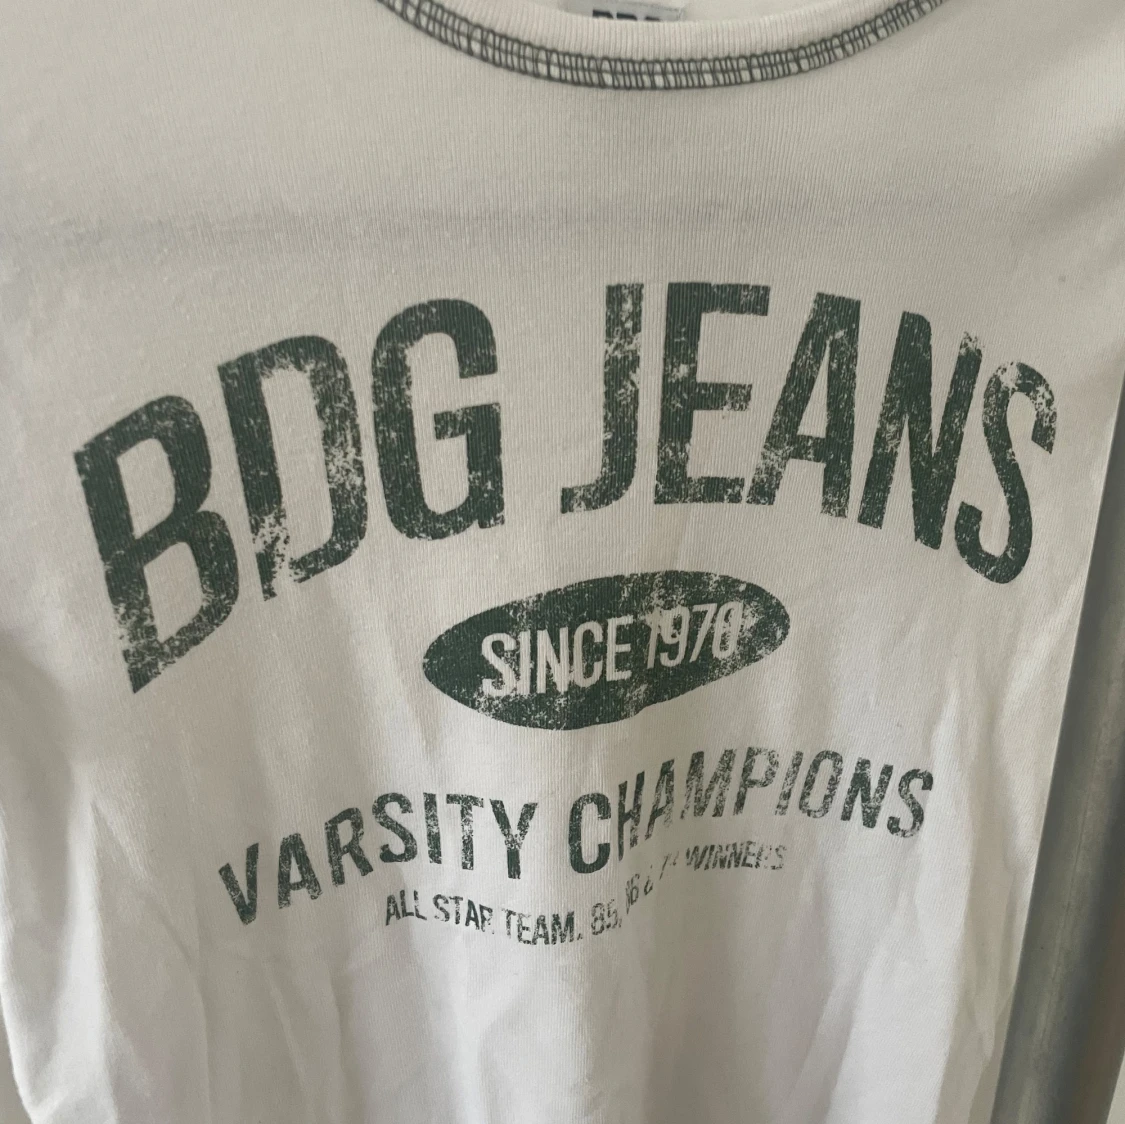 BDG JEANS
SINCE 1970
VARSITY CHAMPIONS
ALL STAR TEAM. 85, & WINNERS